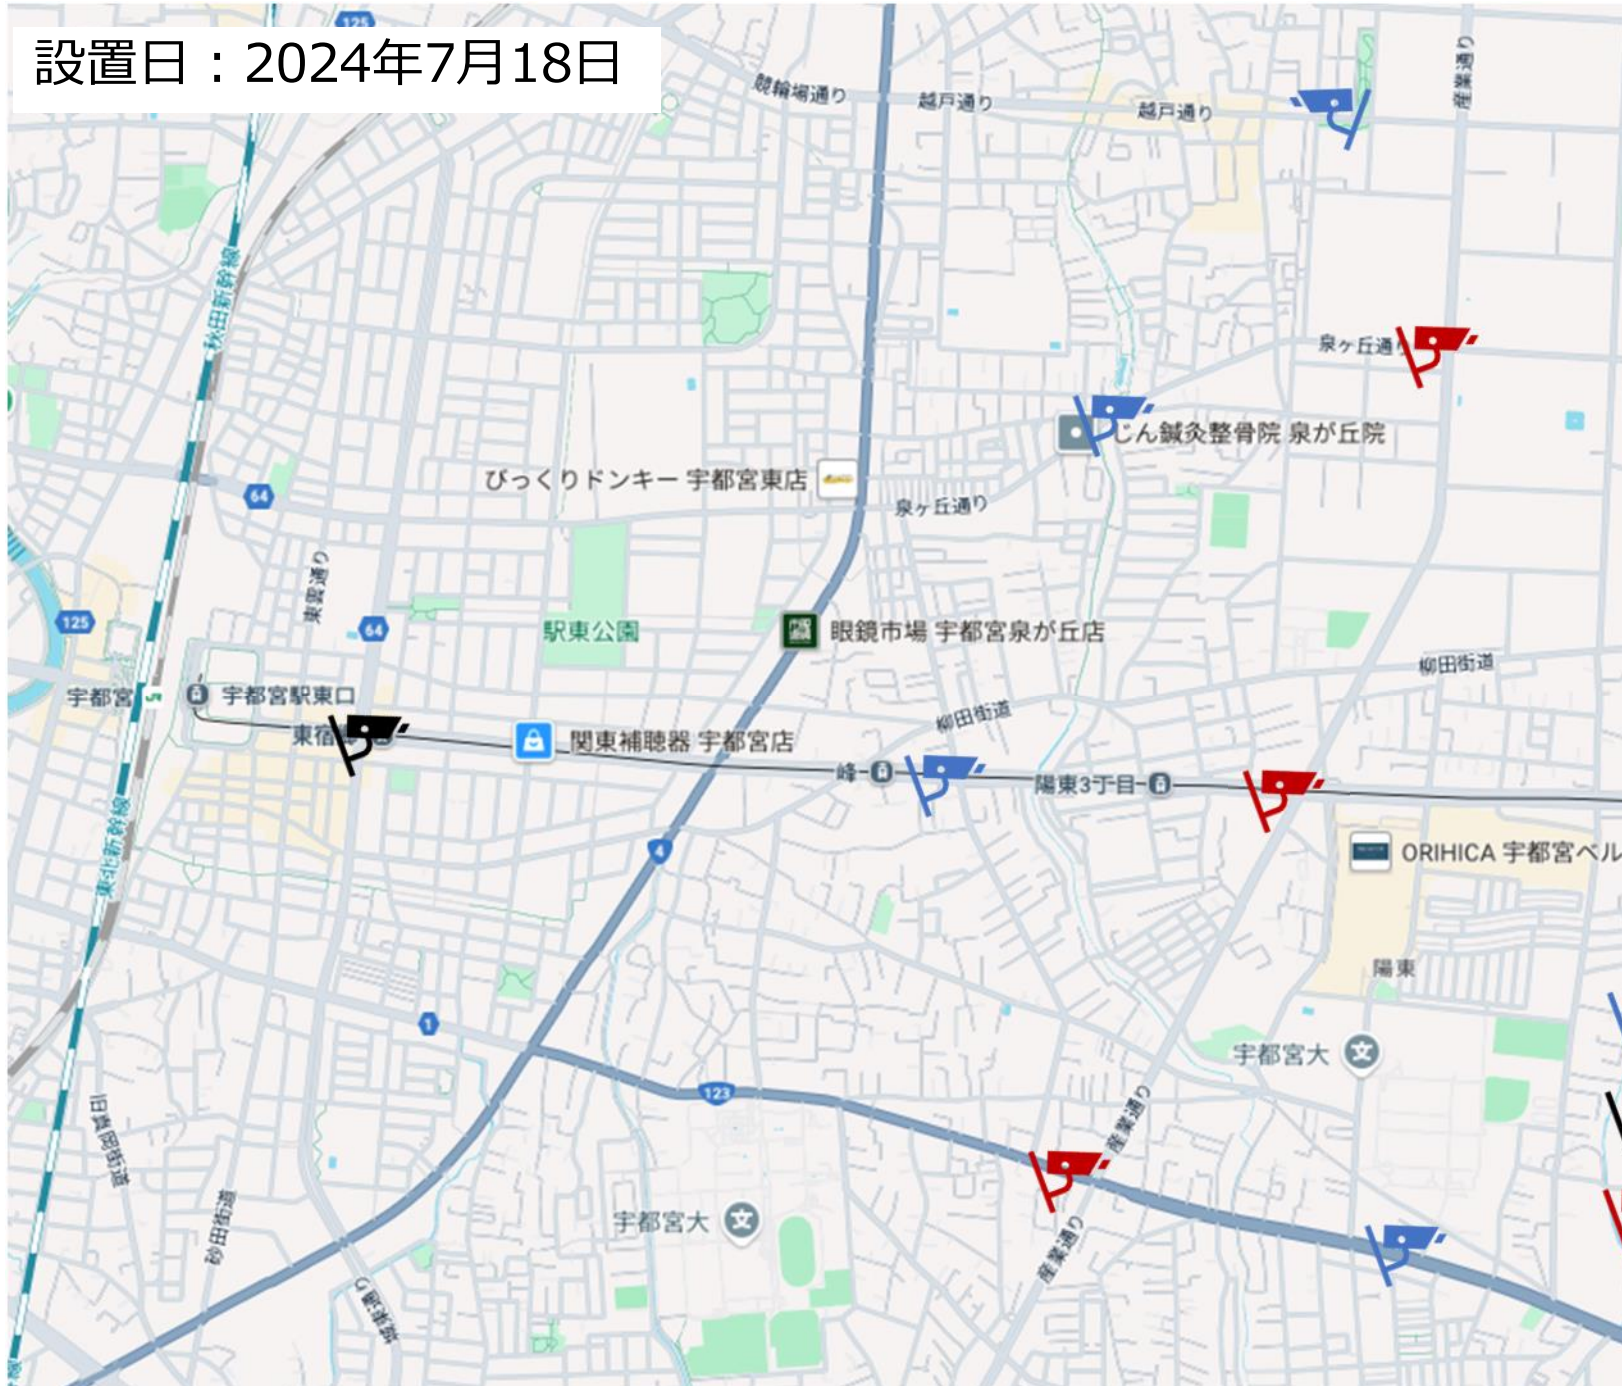 125
設置日：2024年7月18日
競輪場通り
越戸通り
越戸通り
産業通り
秋田新幹線
泉ヶ丘通り
じん鍼灸整骨院 泉が丘院
びっくりドンキー 宇都宮東店
64
泉ヶ丘通り
東雲通り
125
64
駅東公園
眼鏡市場 宇都宮泉が丘店
柳田街道
宇都宮
宇都宮駅東口
柳田街道
東宿
関東補聴器 宇都宮店
峰
陽東3丁目
東北新幹線
4
ORIHICA 宇都宮ベル
陽東
1
宇都宮大
123
旧真岡街道
産業通り
砂田街道
宇都宮大
産業通り
城東通り
線